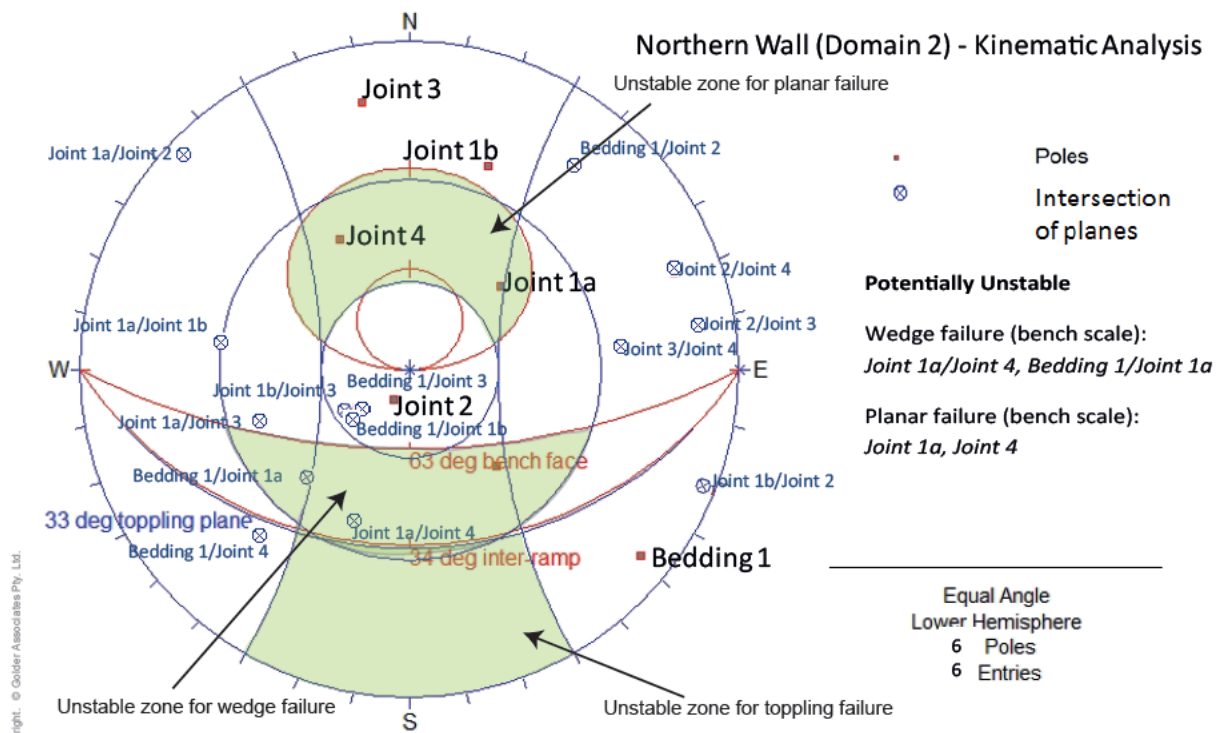 N
Northern Wall (Domain 2) - Kinematic Analysis
Unstable zone for planar failure
Joint 3
Joint 1a/Joint 2
Joint 1b
Bedding 1/Joint 2
Poles
Intersection
of planes
Joint 4
Joint 2/Joint 4
Joint 1a
Potentially Unstable
Joint 1a/Joint 1b
Joint 2/Joint 3
Wedge failure (bench scale):
Joint 3/Joint 4
Joint 1a/Joint 4, Bedding 1/Joint 1a
W
E
Bedding 1/Joint 3
Joint 1b/Joint 3
Joint 2
Planar failure (bench scale):
Joint 1a/Joint 3
Bedding 1/Joint 1b
Joint 1a, Joint 4
63 deg bench face
Bedding 1/Joint 1a
Joint 1b/Joint 2
33 deg toppling plane
Joint 1a/Joint 4
Bedding 1/Joint 4
34 deg inter-ramp
Bedding 1
Equal Angle
Lower Hemisphere
6 Poles
6 Entries
Unstable zone for wedge failure
Unstable zone for toppling failure
S
right. © Golder Associates Pty. Ltd.